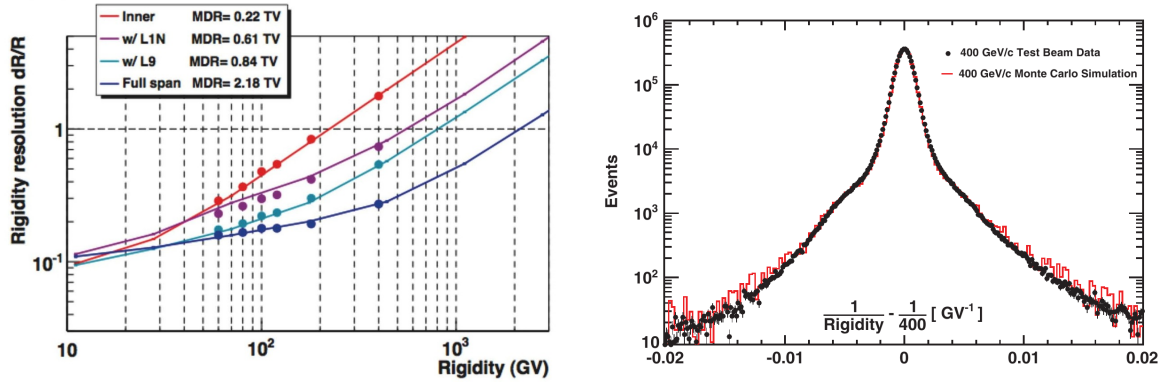 Inner MDR= 0.22 TV
w/ L1N MDR= 0.61 TV
w/ L9 MDR= 0.84 TV
Full span MDR= 2.18 TV
Rigidity resolution dR/R
1
10⁻¹
10 10² 10³
Rigidity (GV)
10⁶
10⁵
10⁴
10³
10²
10
Events
400 GeV/c Test Beam Data
400 GeV/c Monte Carlo Simulation
1/Rigidity - 1/400 [ GV⁻¹ ]
-0.02 -0.01 0 0.01 0.02